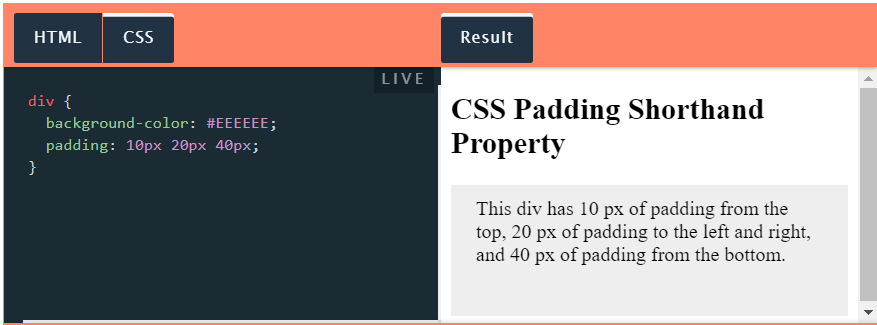 HTML
CSS
Result
LIVE
div {
  background-color: #EEEEEE;
  padding: 10px 20px 40px;
}
CSS Padding Shorthand
Property
This div has 10 px of padding from the
top, 20 px of padding to the left and right,
and 40 px of padding from the bottom.